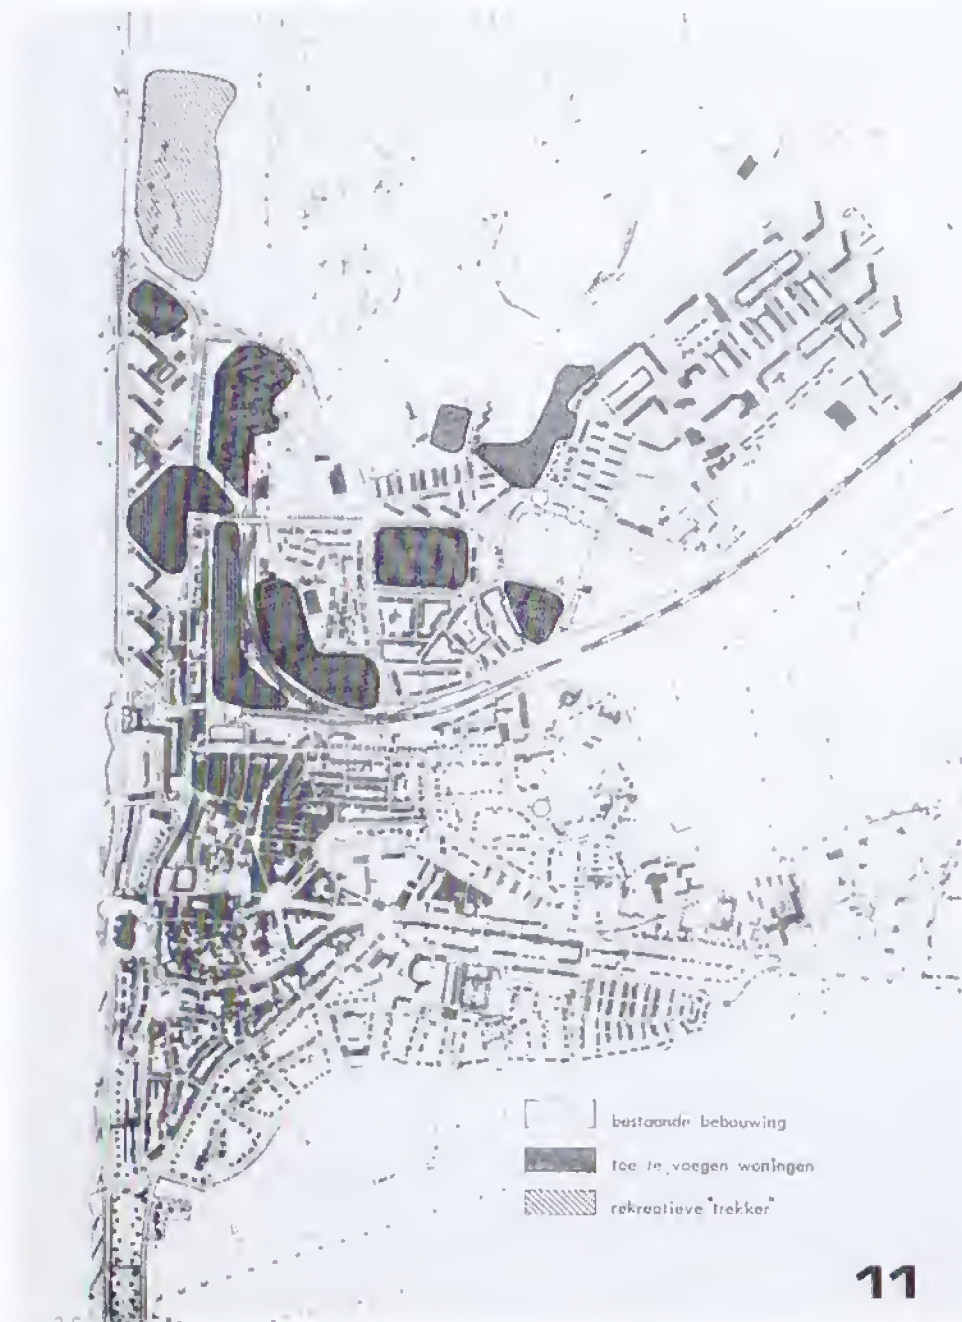 bestaande bebouwing
toe te voegen woningen
rekreatieve "trekker"
11